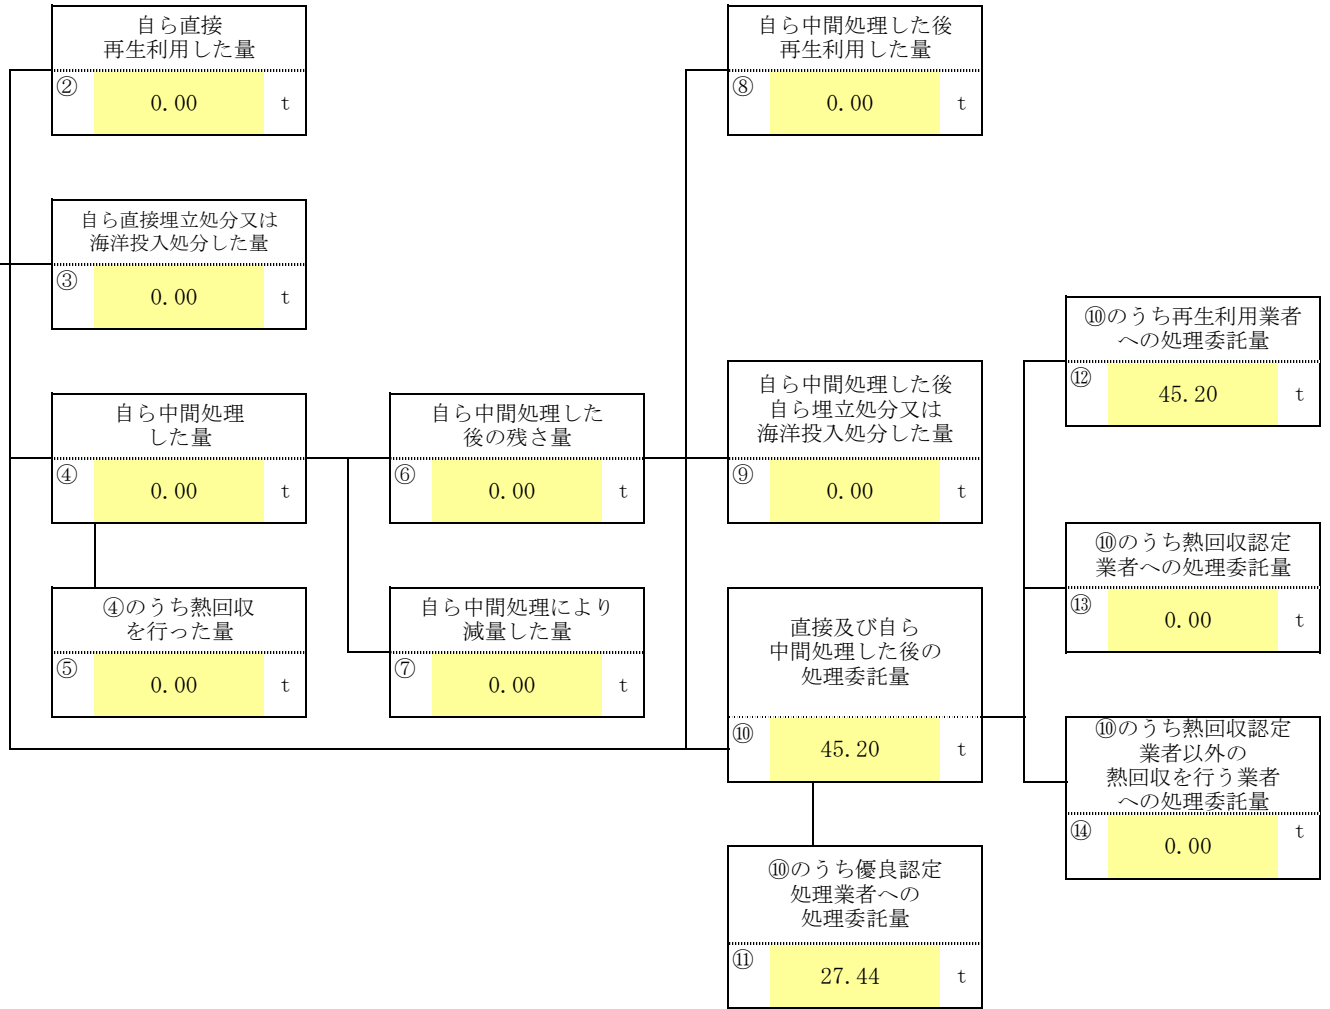 自ら直接
再生利用した量
② 0.00 t
自ら直接埋立処分又は
海洋投入処分した量
③ 0.00 t
自ら中間処理
した量
④ 0.00 t
④のうち熱回収
を行った量
⑤ 0.00 t
自ら中間処理した
後の残さ量
⑥ 0.00 t
自ら中間処理により
減量した量
⑦ 0.00 t
自ら中間処理した後
再生利用した量
⑧ 0.00 t
自ら中間処理した後
自ら埋立処分又は
海洋投入処分した量
⑨ 0.00 t
直接及び自ら
中間処理した後の
処理委託量
⑩ 45.20 t
⑩のうち優良認定
処理業者への
処理委託量
⑪ 27.44 t
⑩のうち再生利用業者
への処理委託量
⑫ 45.20 t
⑩のうち熱回収認定
業者への処理委託量
⑬ 0.00 t
⑩のうち熱回収認定
業者以外の
熱回収を行う業者
への処理委託量
⑭ 0.00 t